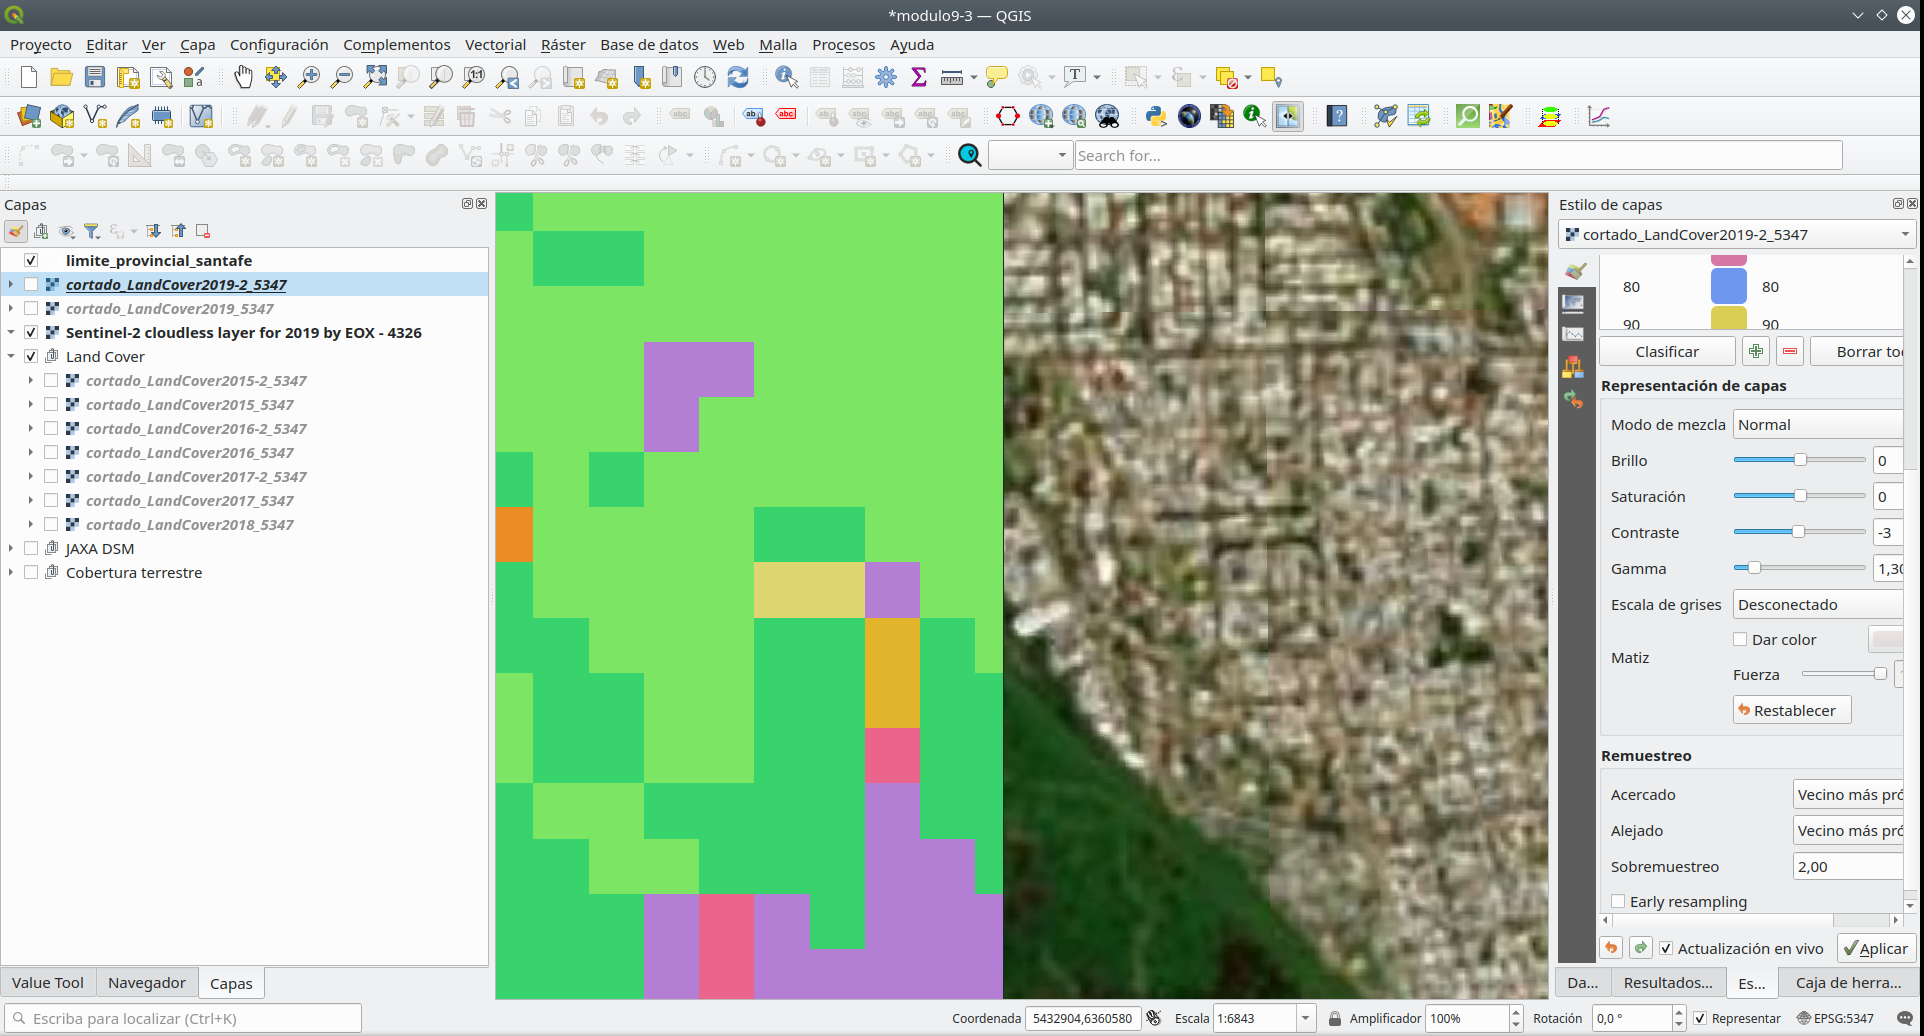 *modulo9-3 — QGIS
Proyecto Editar Ver Capa Configuración Complementos Vectorial Ráster Base de datos Web Malla Procesos Ayuda
Search for...
Capas
limite_provincial_santafe
cortado_LandCover2019-2_5347
cortado_LandCover2019_5347
Sentinel-2 cloudless layer for 2019 by EOX - 4326
Land Cover
cortado_LandCover2015-2_5347
cortado_LandCover2015_5347
cortado_LandCover2016-2_5347
cortado_LandCover2016_5347
cortado_LandCover2017-2_5347
cortado_LandCover2017_5347
cortado_LandCover2018_5347
JAXA DSM
Cobertura terrestre
Value Tool Navegador Capas
Estilo de capas
cortado_LandCover2019-2_5347
80 80
90 90
Clasificar Borrar to
Representación de capas
Modo de mezcla Normal
Brillo 0
Saturación 0
Contraste -3
Gamma 1,30
Escala de grises Desconectado
Matiz
Dar color
Fuerza
Restablecer
Remuestreo
Acercado Vecino más pró
Alejado Vecino más pró
Sobremuestreo 2,00
Early resampling
Actualización en vivo Aplicar
Da... Resultados... Es... Caja de herra...
Escriba para localizar (Ctrl+K)
Coordenada 5432904,6360580 Escala 1:6843 Amplificador 100% Rotación 0,0 ° Representar EPSG:5347